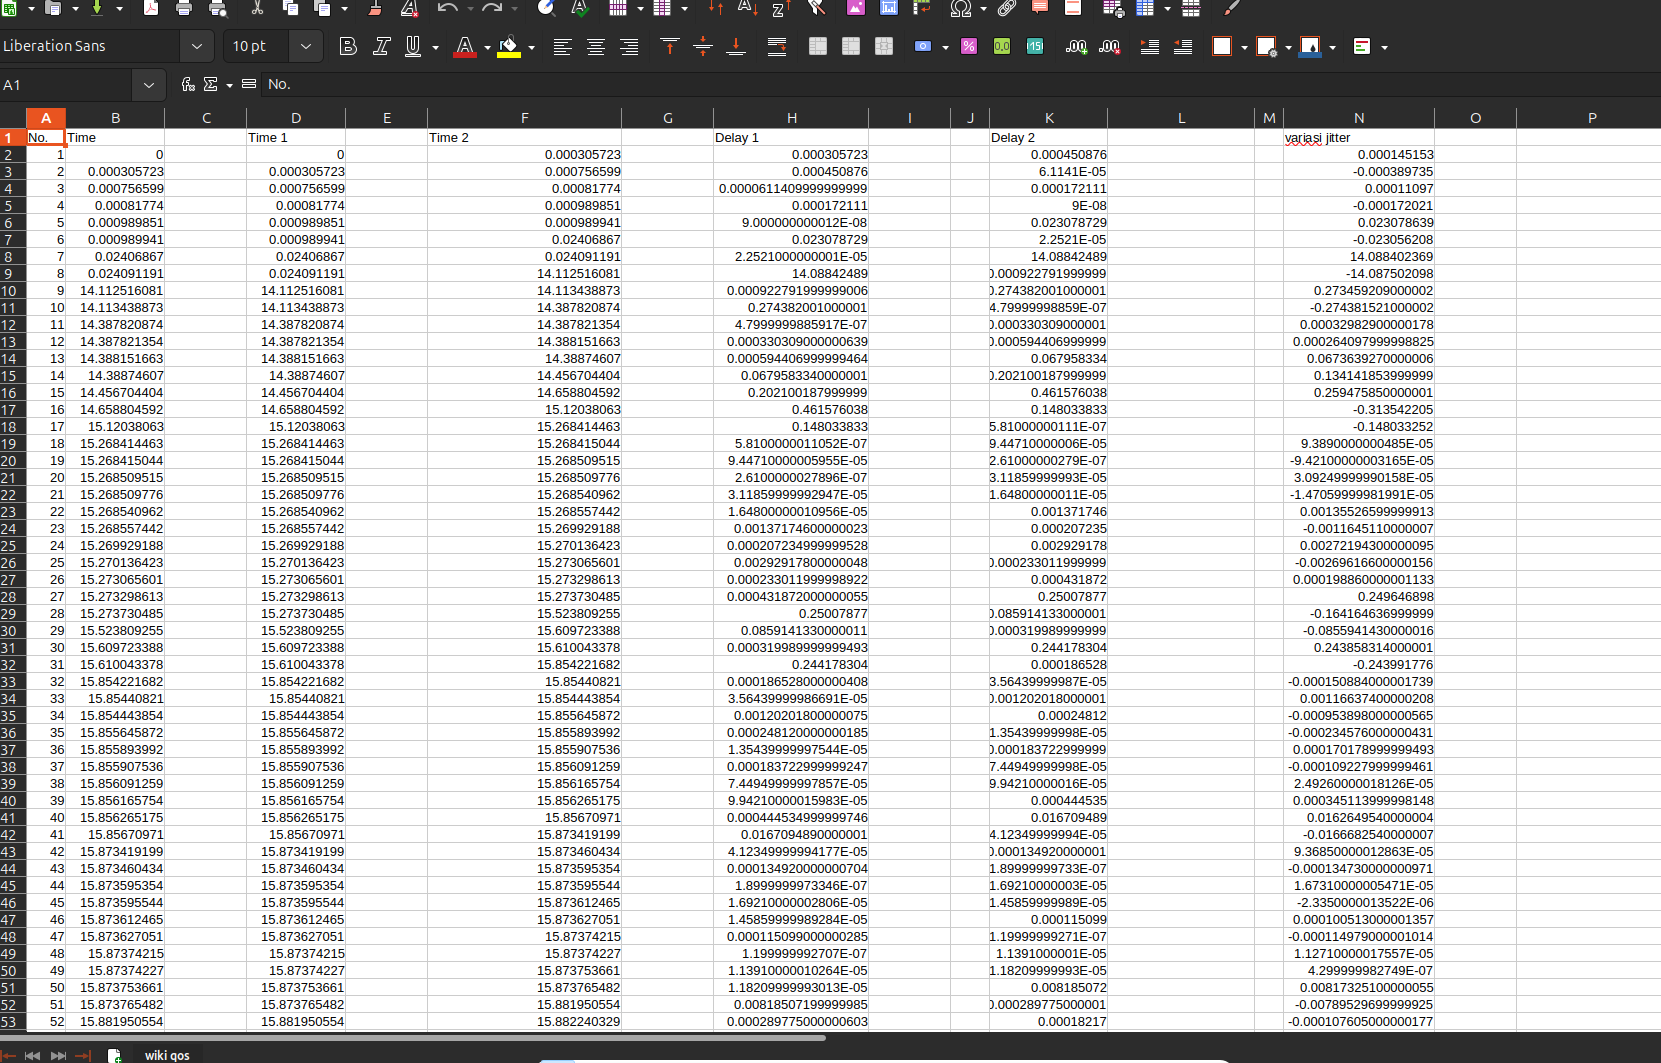 Liberation Sans 10 pt
A1 No.
A B C D E F G H I J K L M N O P
1 No. Time Time 1 Time 2 Delay 1 Delay 2 variasi jitter
2 1 0 0 0.000305723 0.000305723 0.000450876 0.000145153
3 2 0.000305723 0.000305723 0.000756599 0.000450876 6.1141E-05 -0.000389735
4 3 0.000756599 0.000756599 0.00081774 0.0000611409999999999 0.000172111 0.00011097
5 4 0.00081774 0.00081774 0.000989851 0.000172111 9E-08 -0.000172021
6 5 0.000989851 0.000989851 0.000989941 9.000000000012E-08 0.023078729 0.023078639
7 6 0.000989941 0.000989941 0.02406867 0.023078729 2.2521E-05 -0.023056208
8 7 0.02406867 0.02406867 0.024091191 2.2521000000001E-05 14.08842489 14.088402369
9 8 0.024091191 0.024091191 14.112516081 14.08842489 0.000922791999999 -14.087502098
10 9 14.112516081 14.112516081 14.113438873 0.000922791999999006 0.274382001000001 0.273459209000002
11 10 14.113438873 14.113438873 14.387820874 0.274382001000001 4.79999998859E-07 -0.274381521000002
12 11 14.387820874 14.387820874 14.387821354 4.7999999885917E-07 0.000330309000001 0.00032982900000178
13 12 14.387821354 14.387821354 14.388151663 0.000330309000000639 0.000594406999999 0.000264097999998825
14 13 14.388151663 14.388151663 14.38874607 0.000594406999999464 0.067958334 0.0673639270000006
15 14 14.38874607 14.38874607 14.456704404 0.0679583340000001 0.202100187999999 0.134141853999999
16 15 14.456704404 14.456704404 14.658804592 0.202100187999999 0.461576038 0.259475850000001
17 16 14.658804592 14.658804592 15.12038063 0.461576038 0.148033833 -0.313542205
18 17 15.12038063 15.12038063 15.268414463 0.148033833 5.81000000111E-07 -0.148033252
19 18 15.268414463 15.268414463 15.268415044 5.8100000011052E-07 9.44710000006E-05 9.3890000000485E-05
20 19 15.268415044 15.268415044 15.268509515 9.44710000005955E-05 2.61000000279E-07 -9.42100000003165E-05
21 20 15.268509515 15.268509515 15.268509776 2.6100000027896E-07 3.11859999993E-05 3.09249999990158E-05
22 21 15.268509776 15.268509776 15.268540962 3.11859999992947E-05 1.64800000011E-05 -1.47059999981991E-05
23 22 15.268540962 15.268540962 15.268557442 1.64800000010956E-05 0.001371746 0.00135526599999913
24 23 15.268557442 15.268557442 15.269929188 0.00137174600000023 0.000207235 -0.0011645110000007
25 24 15.269929188 15.269929188 15.270136423 0.000207234999999528 0.002929178 0.00272194300000095
26 25 15.270136423 15.270136423 15.273065601 0.00292917800000048 0.000233011999999 -0.00269616600000156
27 26 15.273065601 15.273065601 15.273298613 0.000233011999998922 0.000431872 0.000198860000001133
28 27 15.273298613 15.273298613 15.273730485 0.000431872000000055 0.25007877 0.249646898
29 28 15.273730485 15.273730485 15.523809255 0.25007877 0.085914133000001 -0.164164636999999
30 29 15.523809255 15.523809255 15.609723388 0.0859141330000011 0.000319989999999 -0.0855941430000016
31 30 15.609723388 15.609723388 15.610043378 0.000319989999999493 0.244178304 0.243858314000001
32 31 15.610043378 15.610043378 15.854221682 0.244178304 0.000186528 -0.243991776
33 32 15.854221682 15.854221682 15.85440821 0.000186528000000408 3.56439999987E-05 -0.000150884000001739
34 33 15.85440821 15.85440821 15.854443854 3.56439999986691E-05 0.001202018000001 0.00116637400000208
35 34 15.854443854 15.854443854 15.855645872 0.00120201800000075 0.00024812 -0.000953898000000565
36 35 15.855645872 15.855645872 15.855893992 0.000248120000000185 1.35439999998E-05 -0.000234576000000431
37 36 15.855893992 15.855893992 15.855907536 1.35439999997544E-05 0.000183722999999 0.000170178999999493
38 37 15.855907536 15.855907536 15.856091259 0.000183722999999247 7.44949999998E-05 -0.000109227999999461
39 38 15.856091259 15.856091259 15.856165754 7.44949999997857E-05 9.94210000016E-05 2.49260000018126E-05
40 39 15.856165754 15.856165754 15.856265175 9.94210000015983E-05 0.000444535 0.000345113999998148
41 40 15.856265175 15.856265175 15.85670971 0.000444534999999746 0.016709489 0.0162649540000004
42 41 15.85670971 15.85670971 15.873419199 0.0167094890000001 4.12349999994E-05 -0.0166682540000007
43 42 15.873419199 15.873419199 15.873460434 4.12349999994177E-05 0.000134920000001 9.36850000012863E-05
44 43 15.873460434 15.873460434 15.873595354 0.000134920000000704 1.89999999733E-07 -0.000134730000000971
45 44 15.873595354 15.873595354 15.873595544 1.8999999973346E-07 1.69210000003E-05 1.67310000005471E-05
46 45 15.873595544 15.873595544 15.873612465 1.69210000002806E-05 1.45859999989E-05 -2.3350000013522E-06
47 46 15.873612465 15.873612465 15.873627051 1.458599999989284E-05 0.000115099 0.000100513000001357
48 47 15.873627051 15.873627051 15.87374215 0.000115099000000285 1.19999999271E-07 -0.000114979000001014
49 48 15.87374215 15.87374215 15.87374227 1.199999992707E-07 1.1391000001E-05 1.12710000017557E-05
50 49 15.87374227 15.87374227 15.873753661 1.13910000010264E-05 1.18209999993E-05 4.299999982749E-07
51 50 15.873753661 15.873753661 15.873765482 1.18209999993013E-05 0.008185072 0.00817325100000055
52 51 15.873765482 15.873765482 15.881950554 0.00818507199999985 0.000289775000001 -0.00789529699999925
53 52 15.881950554 15.881950554 15.882240329 0.000289775000000603 0.00018217 -0.000107605000000177
wiki qos